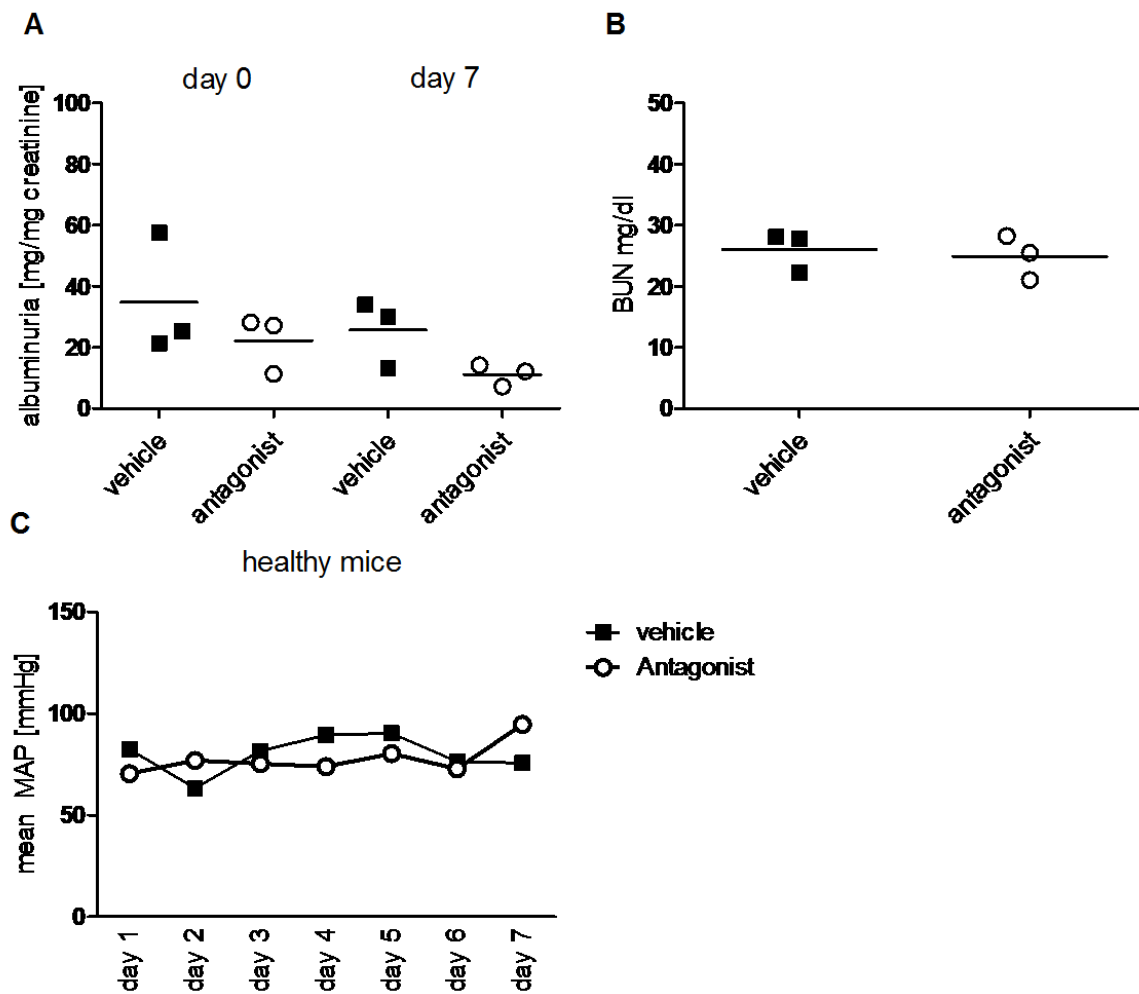 A
day 0
day 7
albuminuria [mg/mg creatinine]
100
80
60
40
20
0
vehicle
antagonist
vehicle
antagonist
B
BUN mg/dl
50
40
30
20
10
0
vehicle
antagonist
C
healthy mice
mean MAP [mmHg]
150
100
50
0
day 1
day 2
day 3
day 4
day 5
day 6
day 7
vehicle
Antagonist